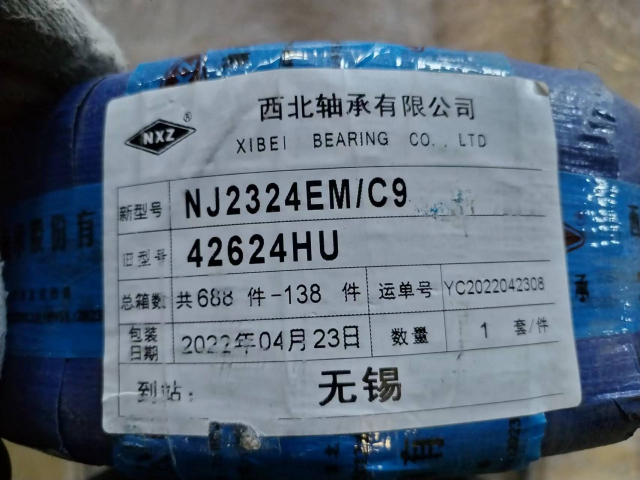 NXZ ®
西北轴承有限公司
XIBEI BEARING CO., LTD
新型号 NJ2324EM/C9
旧型号 42624HU
总箱数 共688 件-138 件 运单号 YC2022042308
包装日期 2022年04月23日 数量 1 套/件
到站: 无锡